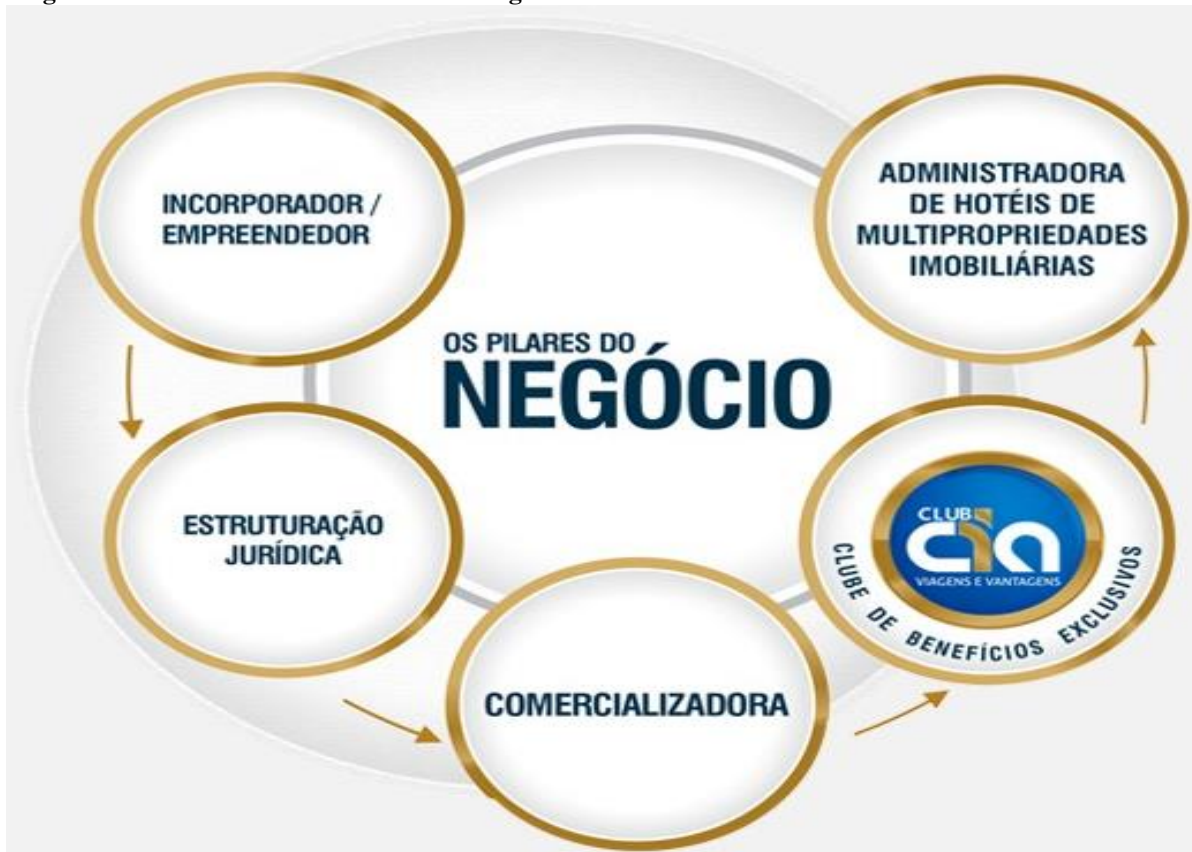 INCORPORADOR /
EMPREENDEDOR
ADMINISTRADORA
DE HOTÉIS DE
MULTIPROPRIEDADES
IMOBILIÁRIAS
OS PILARES DO
NEGÓCIO
ESTRUTURAÇÃO
JURÍDICA
CLUB
cia
VIAGENS E VANTAGENS
CLUBE DE BENEFÍCIOS EXCLUSIVOS
COMERCIALIZADORA